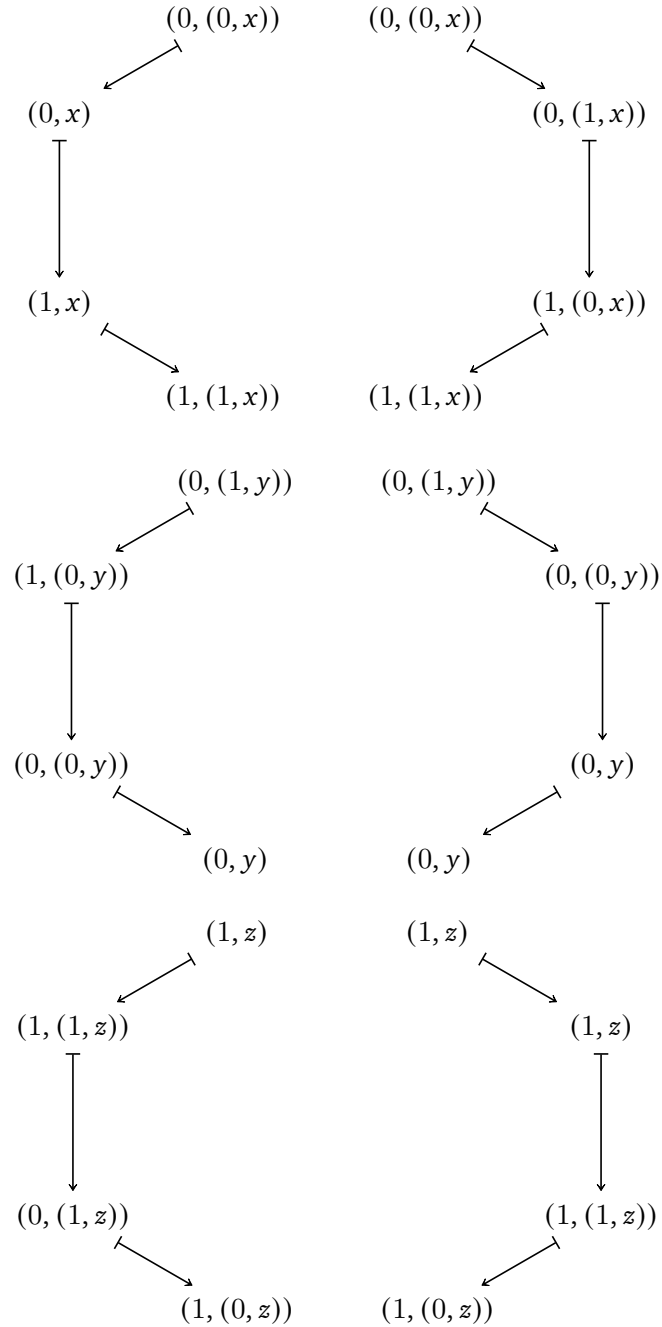 (0, (0, x)) (0, (0, x))
(0, x) (0, (1, x))
(1, x) (1, (0, x))
(1, (1, x)) (1, (1, x))
(0, (1, y)) (0, (1, y))
(1, (0, y)) (0, (0, y))
(0, (0, y)) (0, y)
(0, y) (0, y)
(1, z) (1, z)
(1, (1, z)) (1, z)
(0, (1, z)) (1, (1, z))
(1, (0, z)) (1, (0, z))